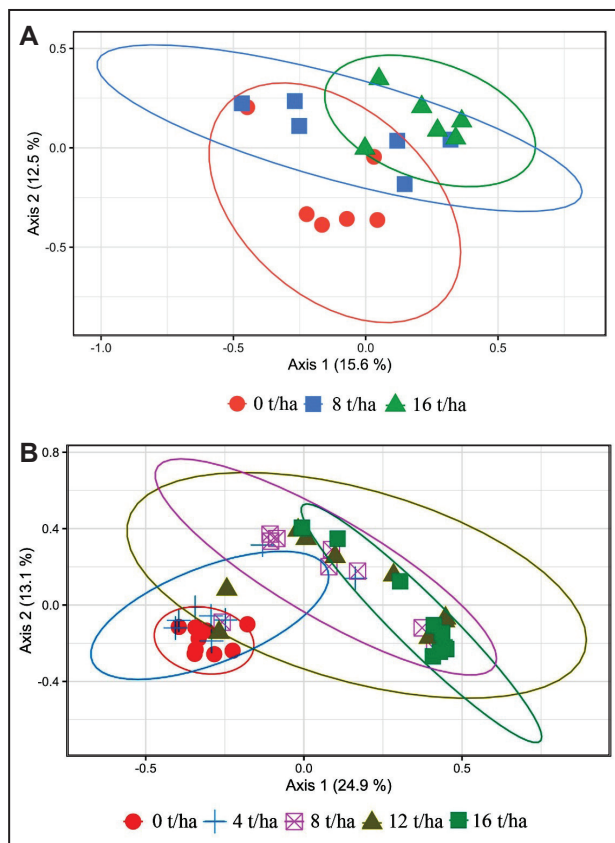 A
0.5
0.0
-0.5
Axis 2 (12.5 %)
-1.0 -0.5 0.0 0.5
Axis 1 (15.6 %)
0 t/ha 8 t/ha 16 t/ha
B
0.8
0.4
0.0
-0.4
Axis 2 (13.1 %)
-0.5 0.0 0.5
Axis 1 (24.9 %)
0 t/ha 4 t/ha 8 t/ha 12 t/ha 16 t/ha